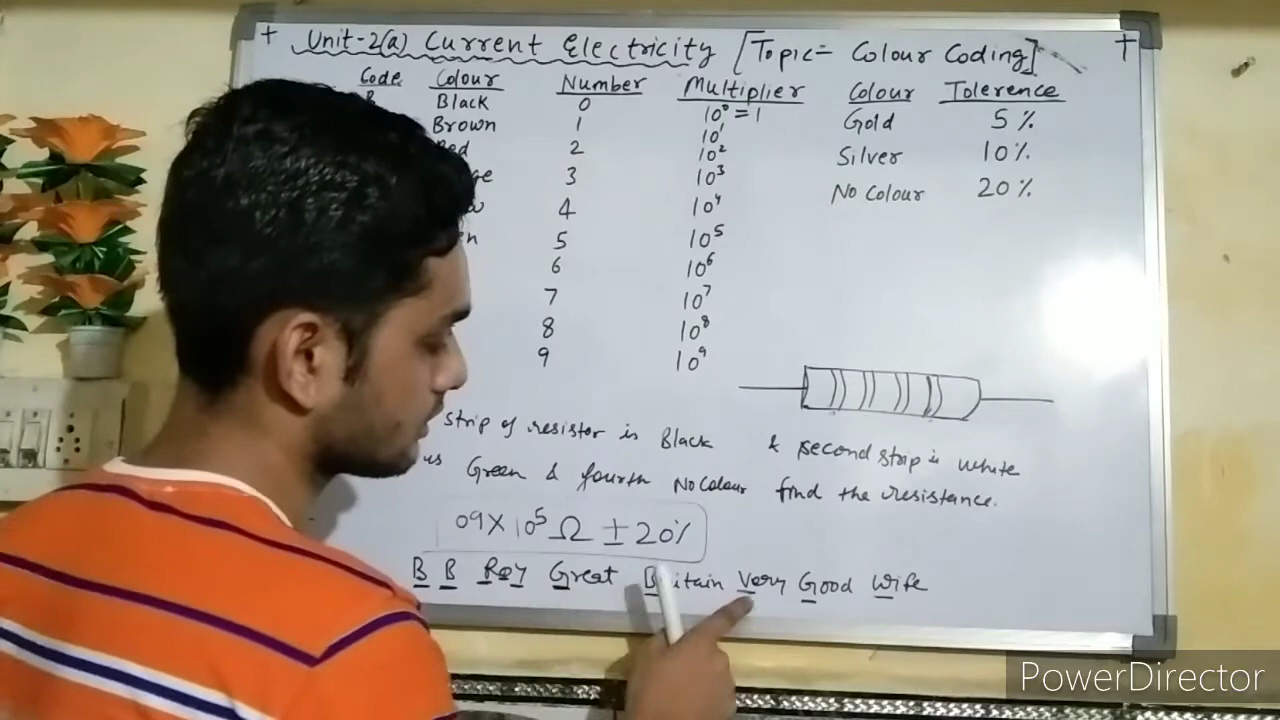 + Unit-2(a) Current Electricity [Topic= Colour Coding] +
Code Colour Number Multiplier Colour Tolerence
B Black 0 10⁰ = 1 Gold 5%
Brown 1 10¹
Red 2 10² Silver 10%
3 10³
4 10⁴ No Colour 20%
5 10⁵
6 10⁶
7 10⁷
8 10⁸
9 10⁹
strip of resistor is Black & second strip is white
Green & fourth No Colour find the resistance.
09 X 10⁵ Ω ± 20%
B B Roy Great Britain Very Good Wife
PowerDirector